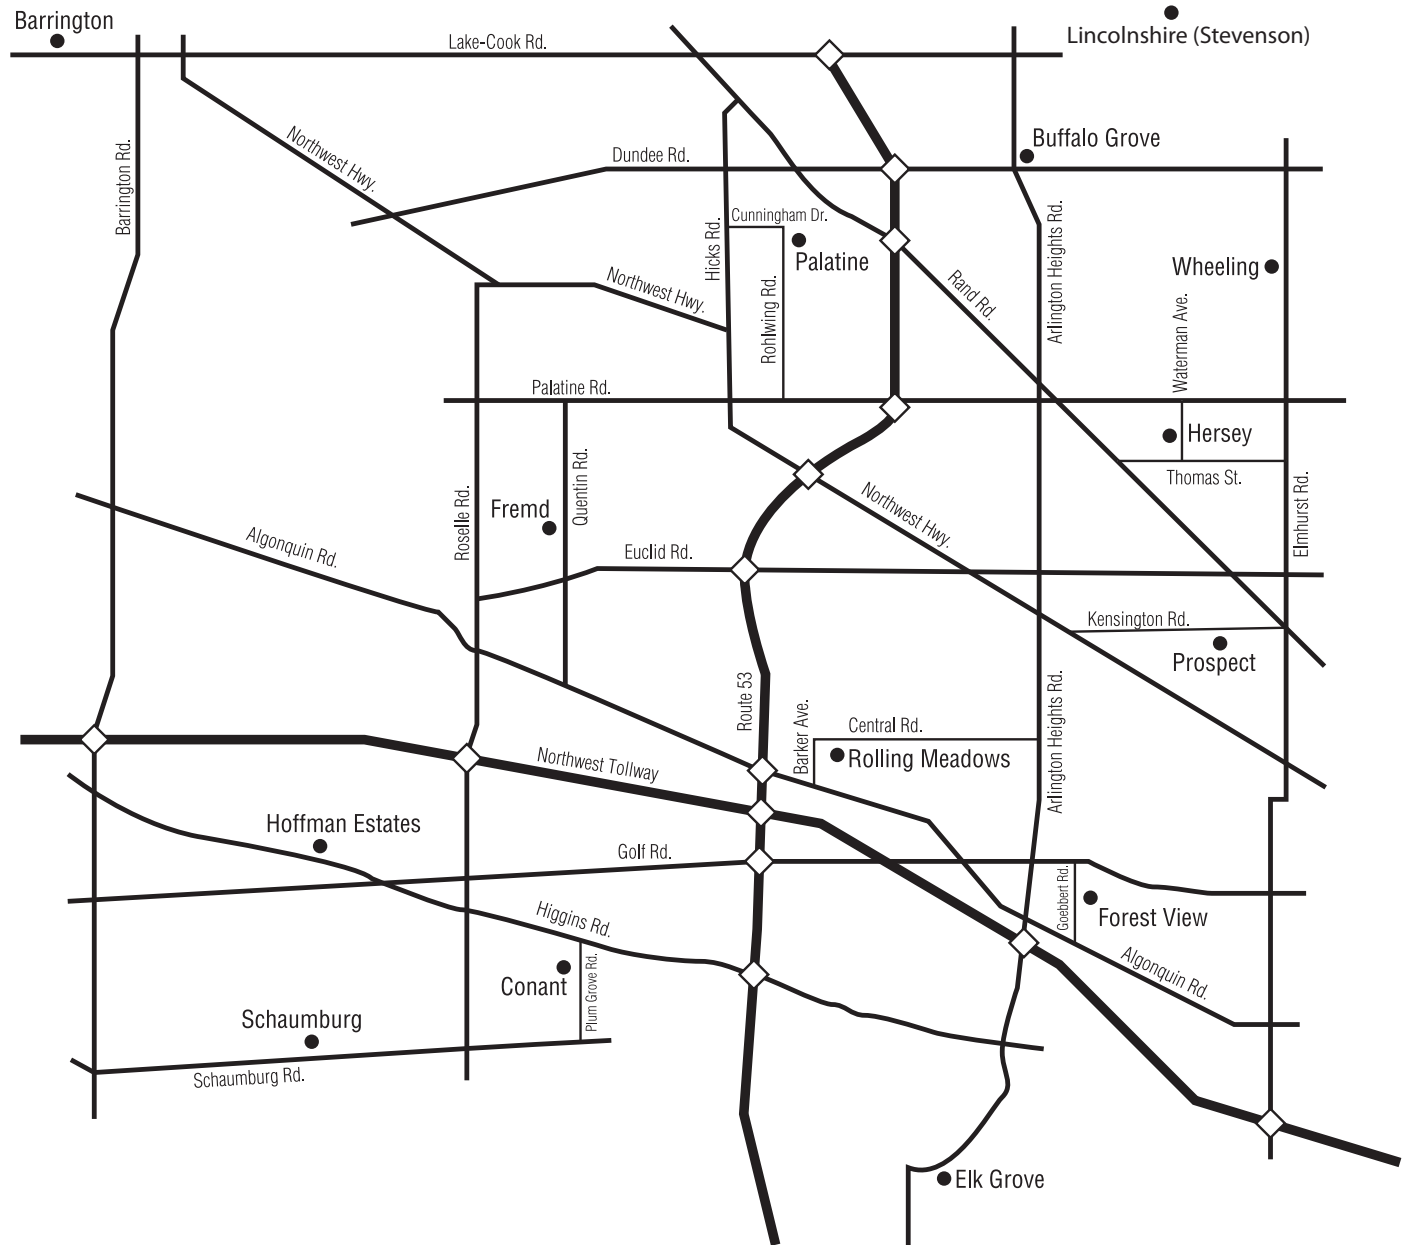 Barrington
Lincolnshire (Stevenson)
Lake-Cook Rd.
Buffalo Grove
Northwest Hwy.
Barrington Rd.
Dundee Rd.
Cunningham Dr.
Hicks Rd.
Palatine
Arlington Heights Rd.
Wheeling
Rand Rd.
Northwest Hwy.
Rohlwing Rd.
Waterman Ave.
Palatine Rd.
Hersey
Thomas St.
Quentin Rd.
Roselle Rd.
Fremd
Northwest Hwy.
Elmhurst Rd.
Algonquin Rd.
Euclid Rd.
Kensington Rd.
Prospect
Route 53
Barker Ave.
Central Rd.
Arlington Heights Rd.
Rolling Meadows
Northwest Tollway
Hoffman Estates
Golf Rd.
Goebbert Rd.
Forest View
Higgins Rd.
Algonquin Rd.
Conant
Plum Grove Rd.
Schaumburg
Schaumburg Rd.
Elk Grove